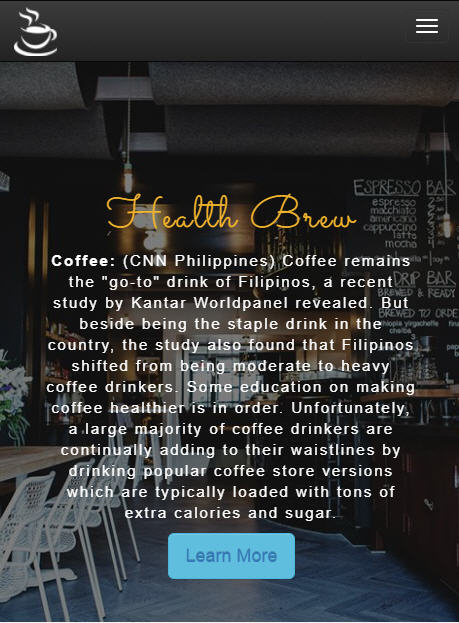 Health Brew
Coffee: (CNN Philippines) Coffee remains
the "go-to" drink of Filipinos, a recent
study by Kantar Worldpanel revealed. But
beside being the staple drink in the
country, the study also found that Filipinos
shifted from being moderate to heavy
coffee drinkers. Some education on making
coffee healthier is in order. Unfortunately,
a large majority of coffee drinkers are
continually adding to their waistlines by
drinking popular coffee store versions
which are typically loaded with tons of
extra calories and sugar.
Learn More
ESPRESSO BAR
espresso
macchiato
americano
cappuccino
latte
mocha
DRIP BAR
BREWED & READY
BREWED TO ORDER